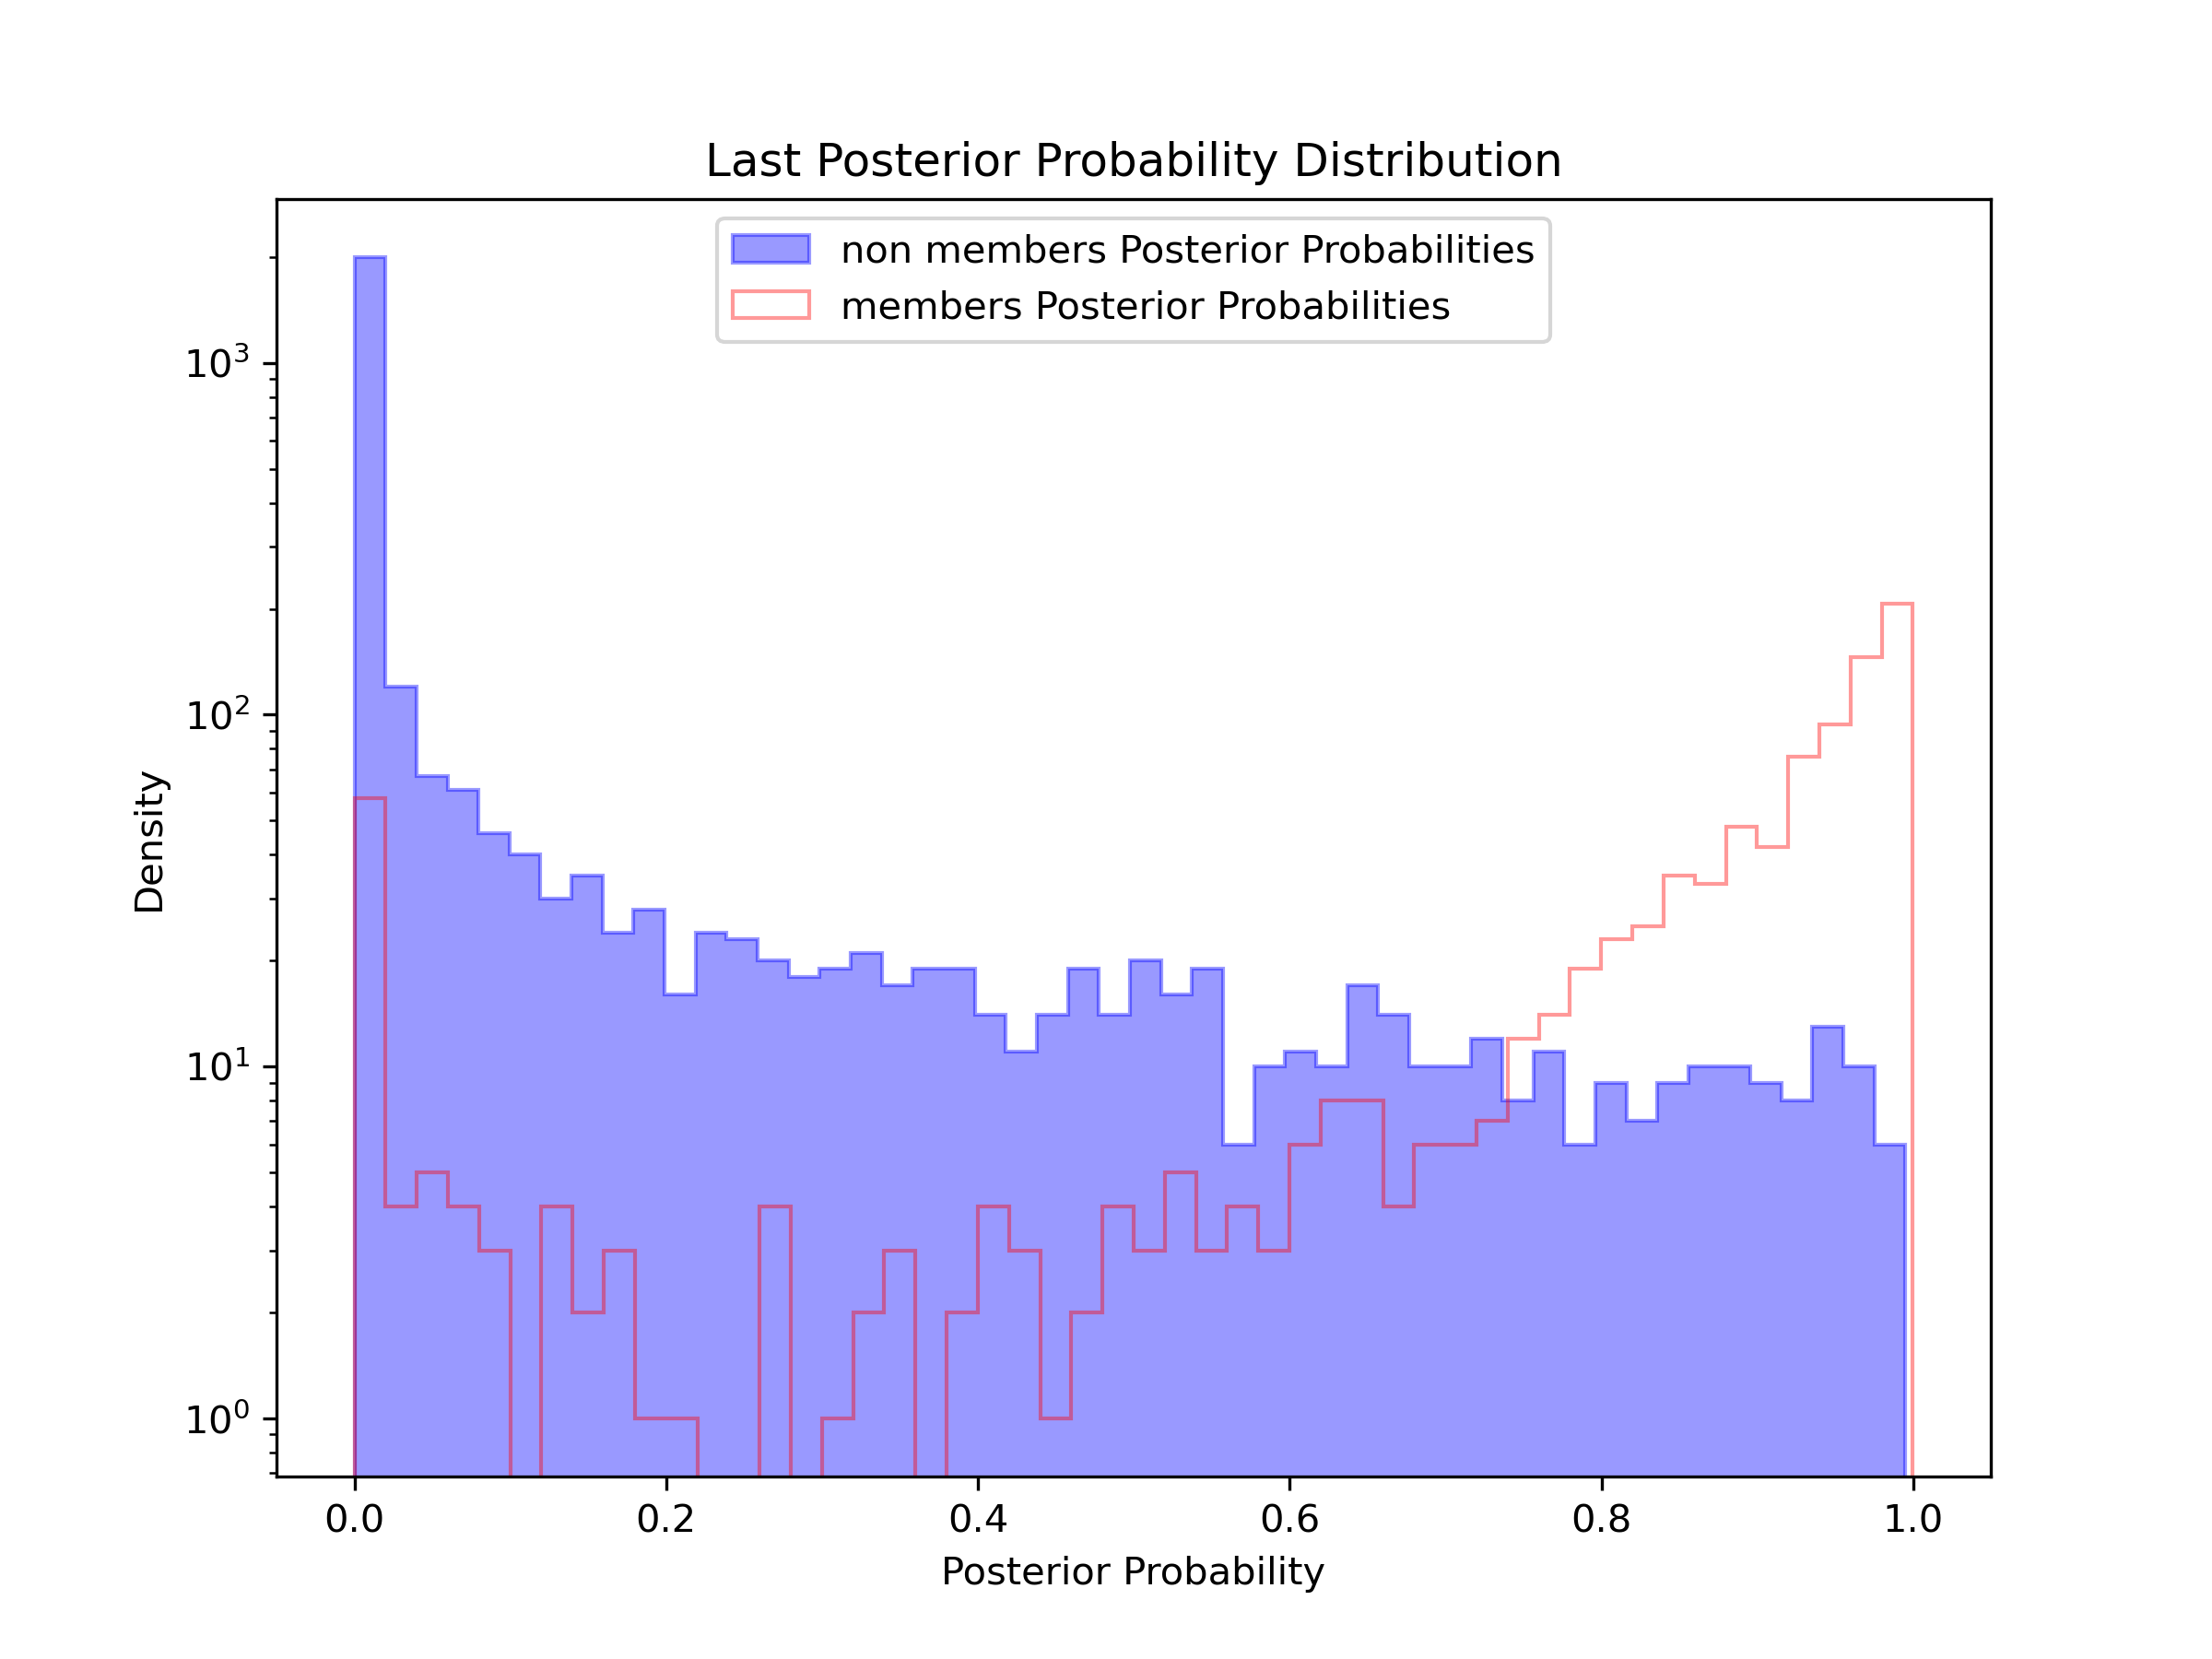 Last Posterior Probability Distribution
non members Posterior Probabilities
members Posterior Probabilities
Density
10³
10²
10¹
10⁰
0.0 0.2 0.4 0.6 0.8 1.0
Posterior Probability